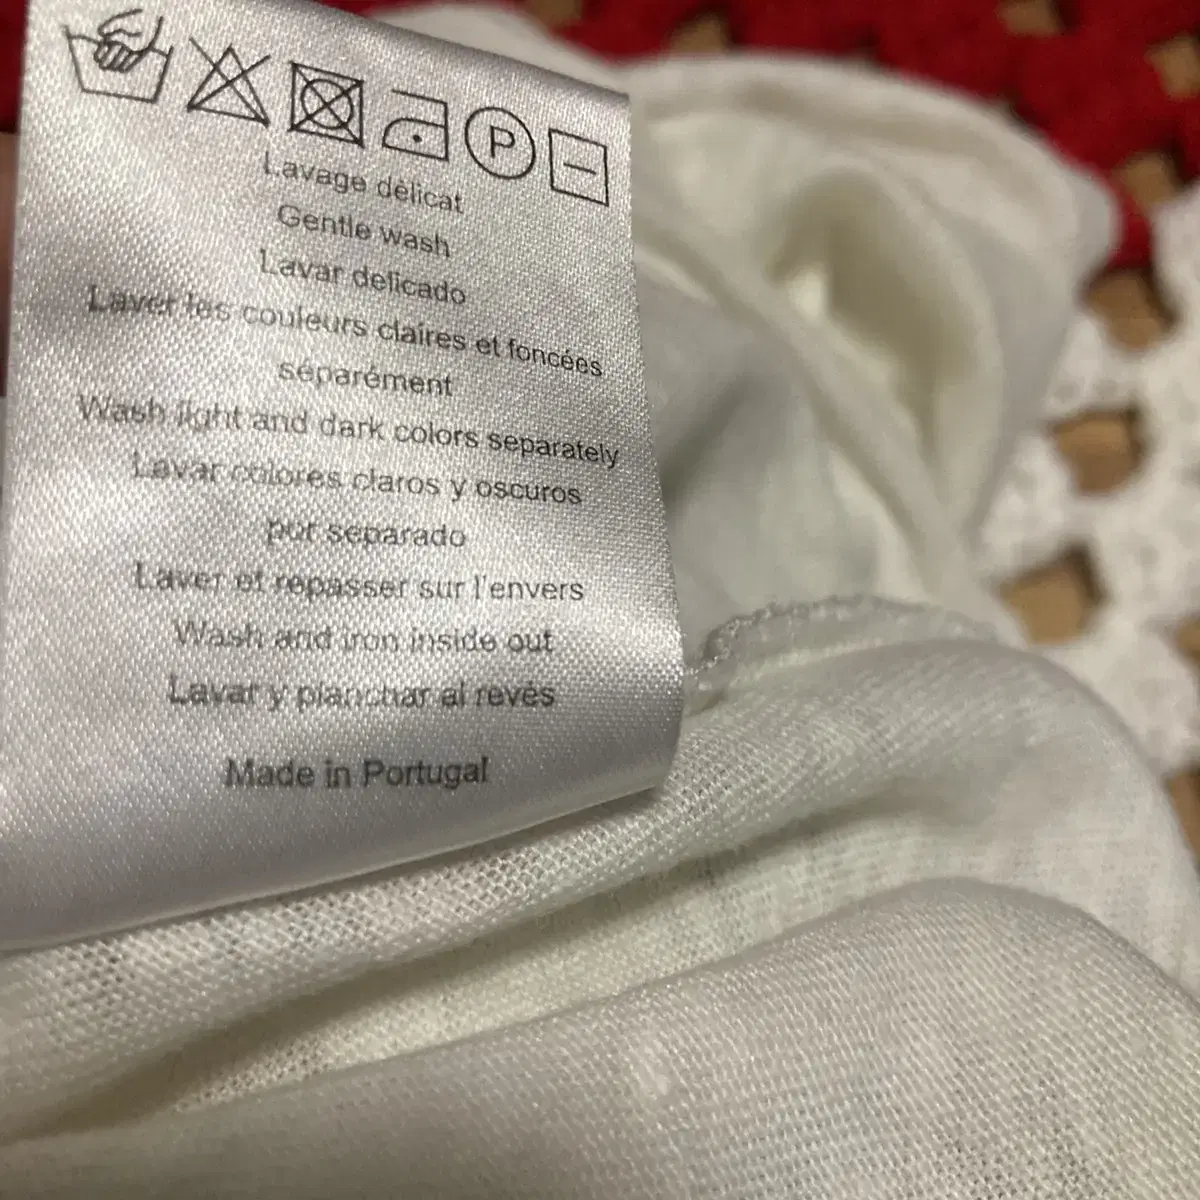 P
Lavage délicat
Gentle wash
Lavar delicado
Laver les couleurs claires et foncées
séparément
Wash light and dark colors separately
Lavar colores claros y oscuros
por separado
Laver et repasser sur l'envers
Wash and iron inside out
Lavar y planchar al revés
Made in Portugal